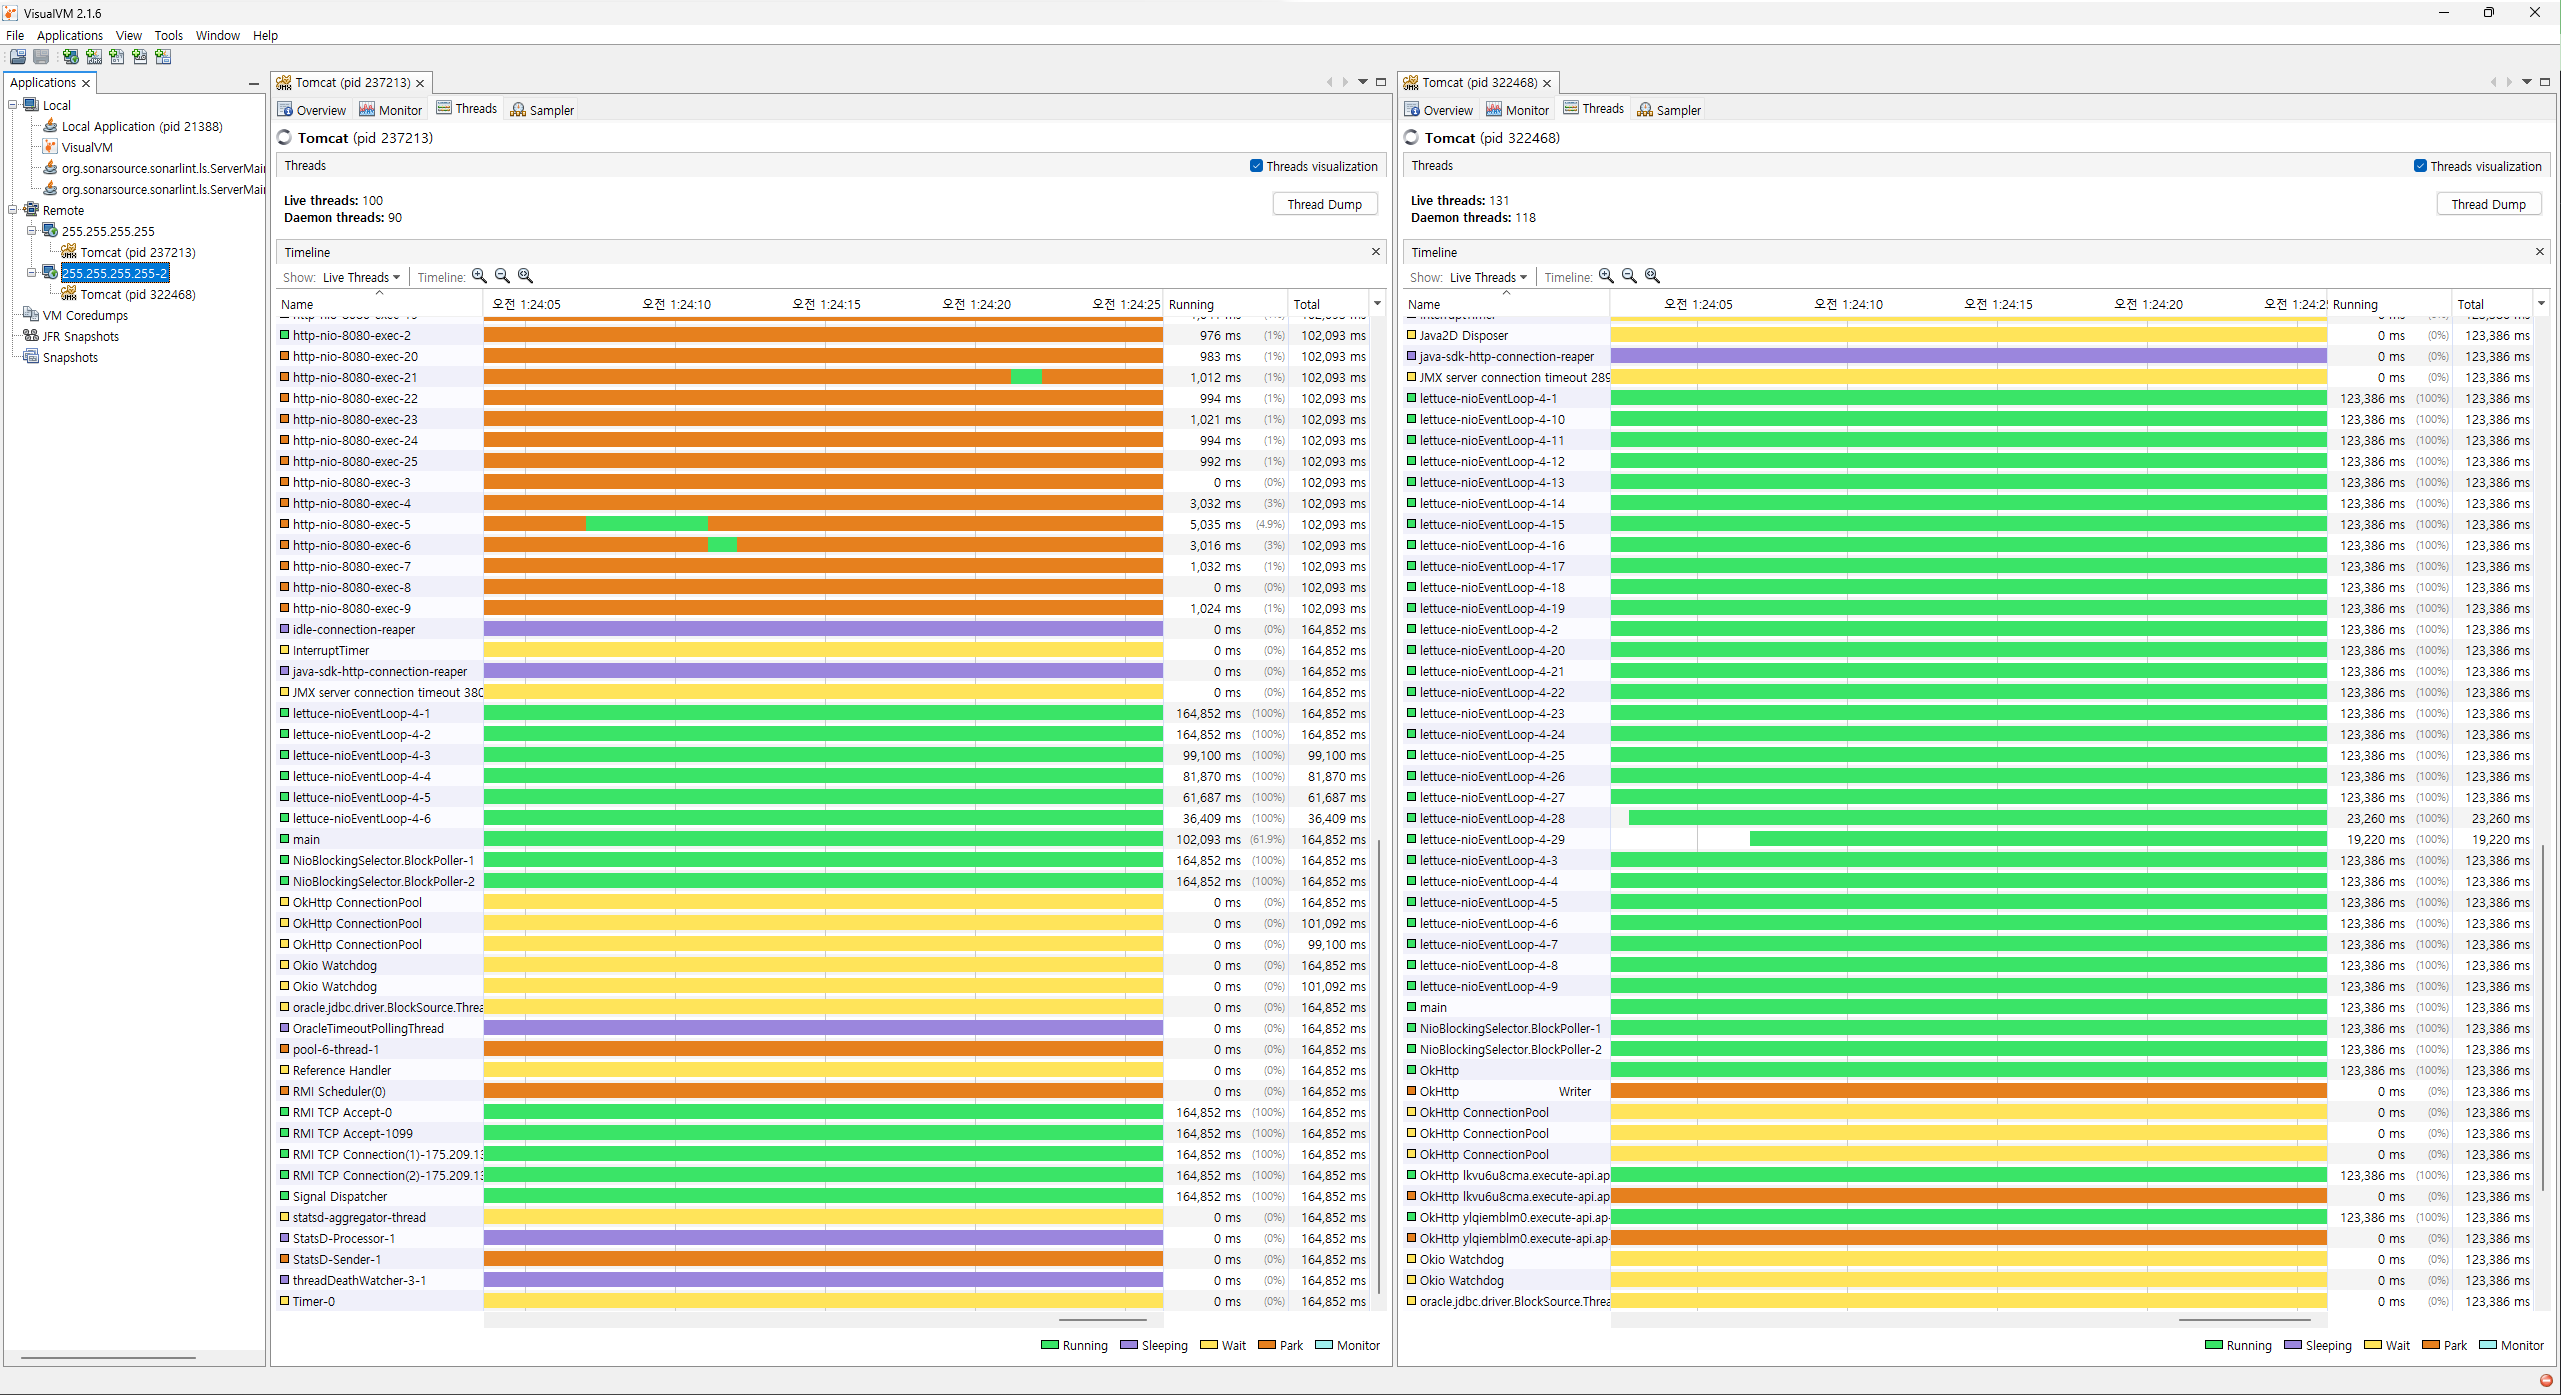 VisualVM 2.1.6
File Applications View Tools Window Help
Applications
Local
Local Application (pid 21388)
VisualVM
org.sonarsource.sonarlint.ls.ServerMai
org.sonarsource.sonarlint.ls.ServerMai
Remote
255.255.255.255
Tomcat (pid 237213)
255.255.255.255-2
Tomcat (pid 322468)
VM Coredumps
JFR Snapshots
Snapshots
Tomcat (pid 237213)
Overview Monitor Threads Sampler
Tomcat (pid 237213)
Threads Threads visualization
Live threads: 100
Daemon threads: 90
Thread Dump
Timeline
Show: Live Threads Timeline:
Name 오전 1:24:05 오전 1:24:10 오전 1:24:15 오전 1:24:20 오전 1:24:25 Running Total
http-nio-8080-exec-2 976 ms (1%) 102,093 ms
http-nio-8080-exec-20 983 ms (1%) 102,093 ms
http-nio-8080-exec-21 1,012 ms (1%) 102,093 ms
http-nio-8080-exec-22 994 ms (1%) 102,093 ms
http-nio-8080-exec-23 1,021 ms (1%) 102,093 ms
http-nio-8080-exec-24 994 ms (1%) 102,093 ms
http-nio-8080-exec-25 992 ms (1%) 102,093 ms
http-nio-8080-exec-3 0 ms (0%) 102,093 ms
http-nio-8080-exec-4 3,032 ms (3%) 102,093 ms
http-nio-8080-exec-5 5,035 ms (4.9%) 102,093 ms
http-nio-8080-exec-6 3,016 ms (3%) 102,093 ms
http-nio-8080-exec-7 1,032 ms (1%) 102,093 ms
http-nio-8080-exec-8 0 ms (0%) 102,093 ms
http-nio-8080-exec-9 1,024 ms (1%) 102,093 ms
idle-connection-reaper 0 ms (0%) 164,852 ms
InterruptTimer 0 ms (0%) 164,852 ms
java-sdk-http-connection-reaper 0 ms (0%) 164,852 ms
JMX server connection timeout 380 0 ms (0%) 164,852 ms
lettuce-nioEventLoop-4-1 164,852 ms (100%) 164,852 ms
lettuce-nioEventLoop-4-2 164,852 ms (100%) 164,852 ms
lettuce-nioEventLoop-4-3 99,100 ms (100%) 99,100 ms
lettuce-nioEventLoop-4-4 81,870 ms (100%) 81,870 ms
lettuce-nioEventLoop-4-5 61,687 ms (100%) 61,687 ms
lettuce-nioEventLoop-4-6 36,409 ms (100%) 36,409 ms
main 102,093 ms (61.9%) 164,852 ms
NioBlockingSelector.BlockPoller-1 164,852 ms (100%) 164,852 ms
NioBlockingSelector.BlockPoller-2 164,852 ms (100%) 164,852 ms
OkHttp ConnectionPool 0 ms (0%) 164,852 ms
OkHttp ConnectionPool 0 ms (0%) 101,092 ms
OkHttp ConnectionPool 0 ms (0%) 99,100 ms
Okio Watchdog 0 ms (0%) 164,852 ms
Okio Watchdog 0 ms (0%) 101,092 ms
oracle.jdbc.driver.BlockSource.Threa 0 ms (0%) 164,852 ms
OracleTimeoutPollingThread 0 ms (0%) 164,852 ms
pool-6-thread-1 0 ms (0%) 164,852 ms
Reference Handler 0 ms (0%) 164,852 ms
RMI Scheduler(0) 0 ms (0%) 164,852 ms
RMI TCP Accept-0 164,852 ms (100%) 164,852 ms
RMI TCP Accept-1099 164,852 ms (100%) 164,852 ms
RMI TCP Connection(1)-175.209.13 164,852 ms (100%) 164,852 ms
RMI TCP Connection(2)-175.209.13 164,852 ms (100%) 164,852 ms
Signal Dispatcher 164,852 ms (100%) 164,852 ms
statsd-aggregator-thread 0 ms (0%) 164,852 ms
StatsD-Processor-1 0 ms (0%) 164,852 ms
StatsD-Sender-1 0 ms (0%) 164,852 ms
threadDeathWatcher-3-1 0 ms (0%) 164,852 ms
Timer-0 0 ms (0%) 164,852 ms
Running Sleeping Wait Park Monitor
Tomcat (pid 322468)
Overview Monitor Threads Sampler
Tomcat (pid 322468)
Threads Threads visualization
Live threads: 131
Daemon threads: 118
Thread Dump
Timeline
Show: Live Threads Timeline:
Name 오전 1:24:05 오전 1:24:10 오전 1:24:15 오전 1:24:20 오전 1:24:25 Running Total
Java2D Disposer 0 ms (0%) 123,386 ms
java-sdk-http-connection-reaper 0 ms (0%) 123,386 ms
JMX server connection timeout 289 0 ms (0%) 123,386 ms
lettuce-nioEventLoop-4-1 123,386 ms (100%) 123,386 ms
lettuce-nioEventLoop-4-10 123,386 ms (100%) 123,386 ms
lettuce-nioEventLoop-4-11 123,386 ms (100%) 123,386 ms
lettuce-nioEventLoop-4-12 123,386 ms (100%) 123,386 ms
lettuce-nioEventLoop-4-13 123,386 ms (100%) 123,386 ms
lettuce-nioEventLoop-4-14 123,386 ms (100%) 123,386 ms
lettuce-nioEventLoop-4-15 123,386 ms (100%) 123,386 ms
lettuce-nioEventLoop-4-16 123,386 ms (100%) 123,386 ms
lettuce-nioEventLoop-4-17 123,386 ms (100%) 123,386 ms
lettuce-nioEventLoop-4-18 123,386 ms (100%) 123,386 ms
lettuce-nioEventLoop-4-19 123,386 ms (100%) 123,386 ms
lettuce-nioEventLoop-4-2 123,386 ms (100%) 123,386 ms
lettuce-nioEventLoop-4-20 123,386 ms (100%) 123,386 ms
lettuce-nioEventLoop-4-21 123,386 ms (100%) 123,386 ms
lettuce-nioEventLoop-4-22 123,386 ms (100%) 123,386 ms
lettuce-nioEventLoop-4-23 123,386 ms (100%) 123,386 ms
lettuce-nioEventLoop-4-24 123,386 ms (100%) 123,386 ms
lettuce-nioEventLoop-4-25 123,386 ms (100%) 123,386 ms
lettuce-nioEventLoop-4-26 123,386 ms (100%) 123,386 ms
lettuce-nioEventLoop-4-27 123,386 ms (100%) 123,386 ms
lettuce-nioEventLoop-4-28 23,260 ms (100%) 23,260 ms
lettuce-nioEventLoop-4-29 19,220 ms (100%) 19,220 ms
lettuce-nioEventLoop-4-3 123,386 ms (100%) 123,386 ms
lettuce-nioEventLoop-4-4 123,386 ms (100%) 123,386 ms
lettuce-nioEventLoop-4-5 123,386 ms (100%) 123,386 ms
lettuce-nioEventLoop-4-6 123,386 ms (100%) 123,386 ms
lettuce-nioEventLoop-4-7 123,386 ms (100%) 123,386 ms
lettuce-nioEventLoop-4-8 123,386 ms (100%) 123,386 ms
lettuce-nioEventLoop-4-9 123,386 ms (100%) 123,386 ms
main 123,386 ms (100%) 123,386 ms
NioBlockingSelector.BlockPoller-1 123,386 ms (100%) 123,386 ms
NioBlockingSelector.BlockPoller-2 123,386 ms (100%) 123,386 ms
OkHttp 123,386 ms (100%) 123,386 ms
OkHttp Writer 0 ms (0%) 123,386 ms
OkHttp ConnectionPool 0 ms (0%) 123,386 ms
OkHttp ConnectionPool 0 ms (0%) 123,386 ms
OkHttp ConnectionPool 0 ms (0%) 123,386 ms
OkHttp lkvu6u8cma.execute-api.ap 123,386 ms (100%) 123,386 ms
OkHttp lkvu6u8cma.execute-api.ap 0 ms (0%) 123,386 ms
OkHttp ylqiemblm0.execute-api.ap- 123,386 ms (100%) 123,386 ms
OkHttp ylqiemblm0.execute-api.ap- 0 ms (0%) 123,386 ms
Okio Watchdog 0 ms (0%) 123,386 ms
Okio Watchdog 0 ms (0%) 123,386 ms
oracle.jdbc.driver.BlockSource.Threa 0 ms (0%) 123,386 ms
Running Sleeping Wait Park Monitor